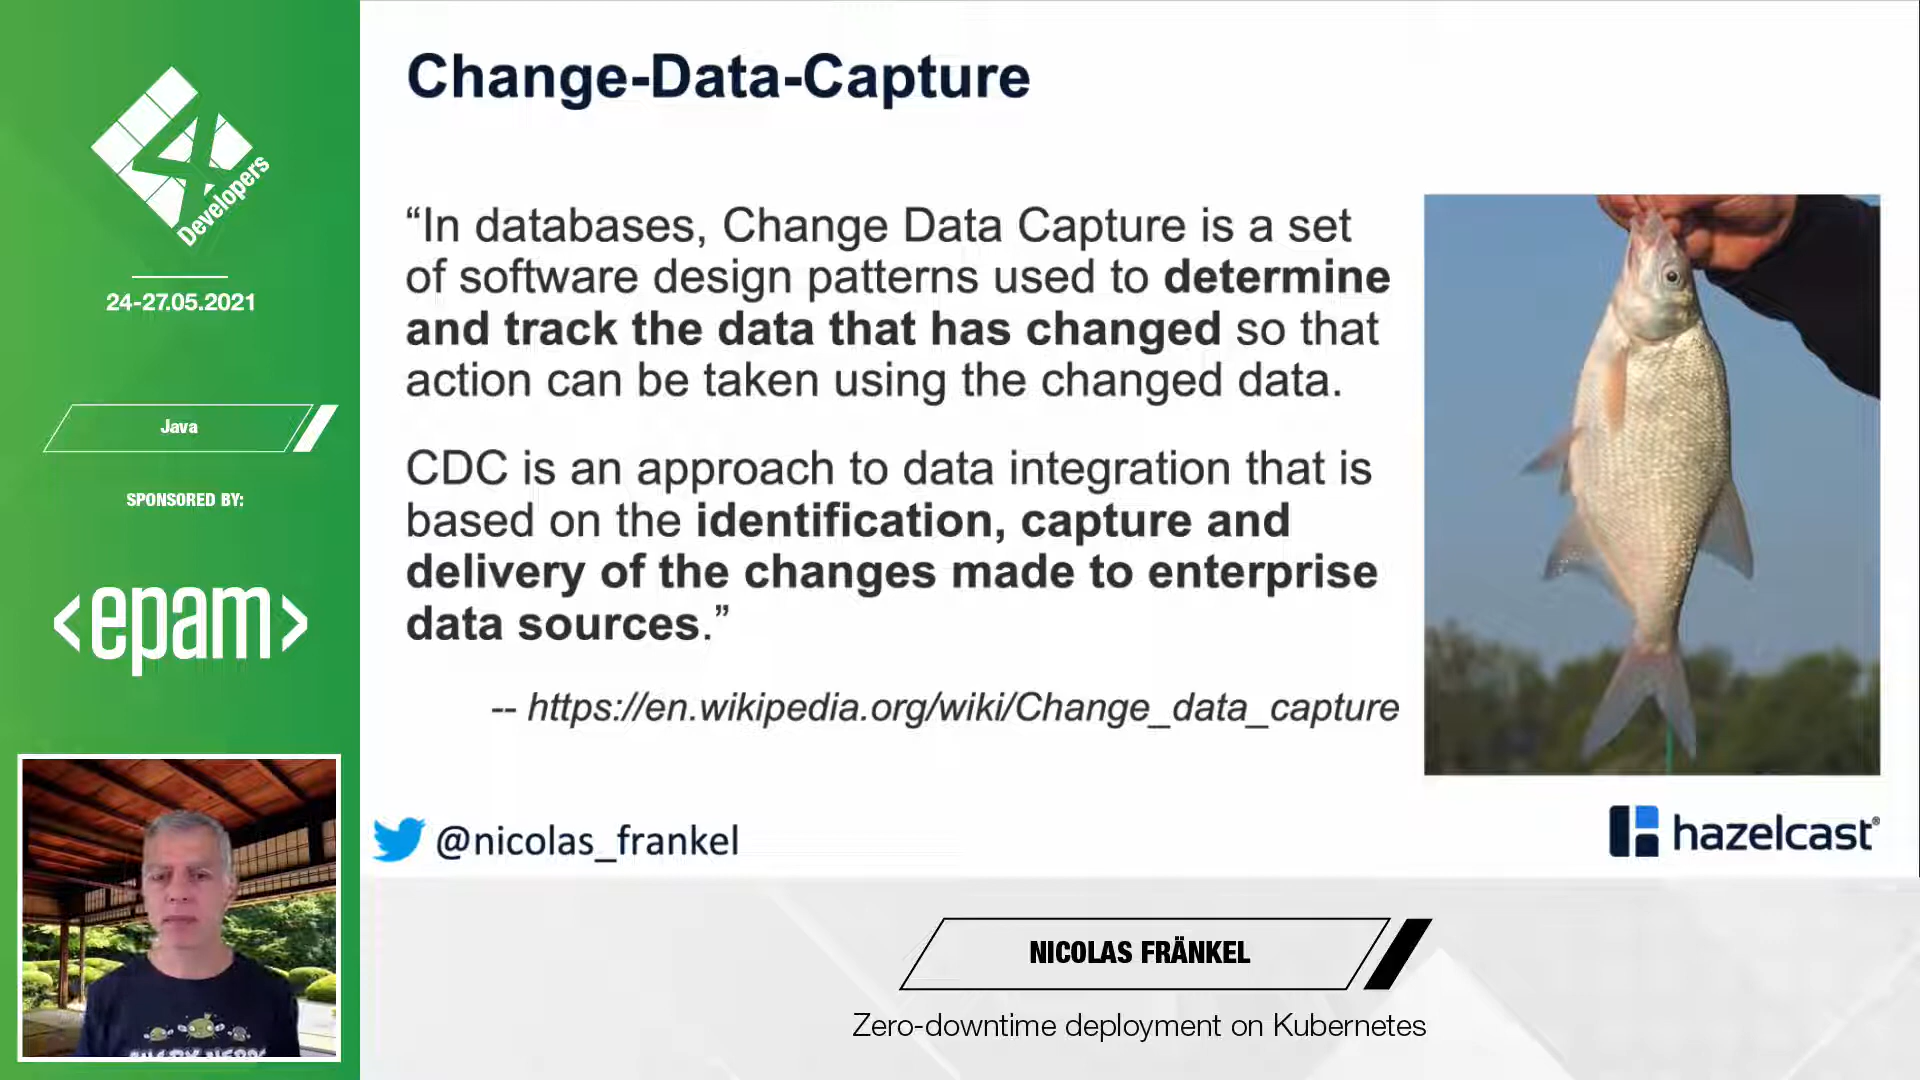 4
Developers
24-27.05.2021
Java
SPONSORED BY:
<epam>
Change-Data-Capture
“In databases, Change Data Capture is a set
of software design patterns used to determine
and track the data that has changed so that
action can be taken using the changed data.
CDC is an approach to data integration that is
based on the identification, capture and
delivery of the changes made to enterprise
data sources.”
-- https://en.wikipedia.org/wiki/Change_data_capture
@nicolas_frankel
hazelcast®
NICOLAS FRÄNKEL
Zero-downtime deployment on Kubernetes
ANGRY NERDS